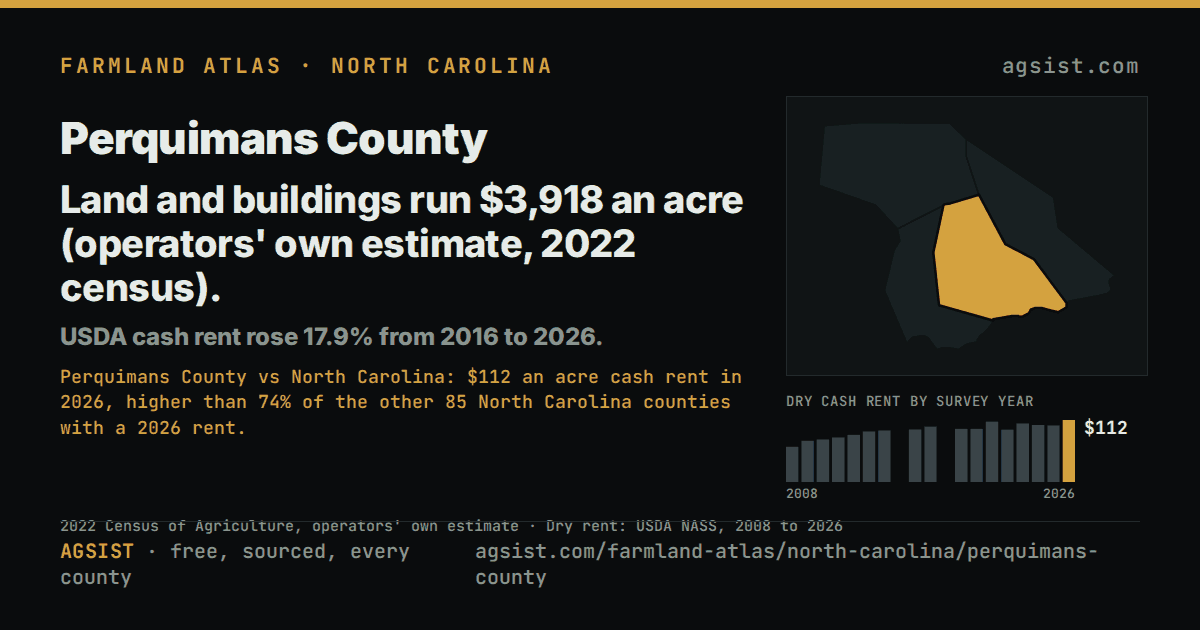 FARMLAND ATLAS · NORTH CAROLINA
agsist.com
Perquimans County
Land and buildings run $3,918 an acre
(operators' own estimate, 2022
census).
USDA cash rent rose 17.9% from 2016 to 2026.
Perquimans County vs North Carolina: $112 an acre cash rent in
2026, higher than 74% of the other 85 North Carolina counties
with a 2026 rent.
DRY CASH RENT BY SURVEY YEAR
$112
2008
2026
2022 Census of Agriculture, operators' own estimate · Dry rent: USDA NASS, 2008 to 2026
AGSIST · free, sourced, every
county
agsist.com/farmland-atlas/north-carolina/perquimans-
county